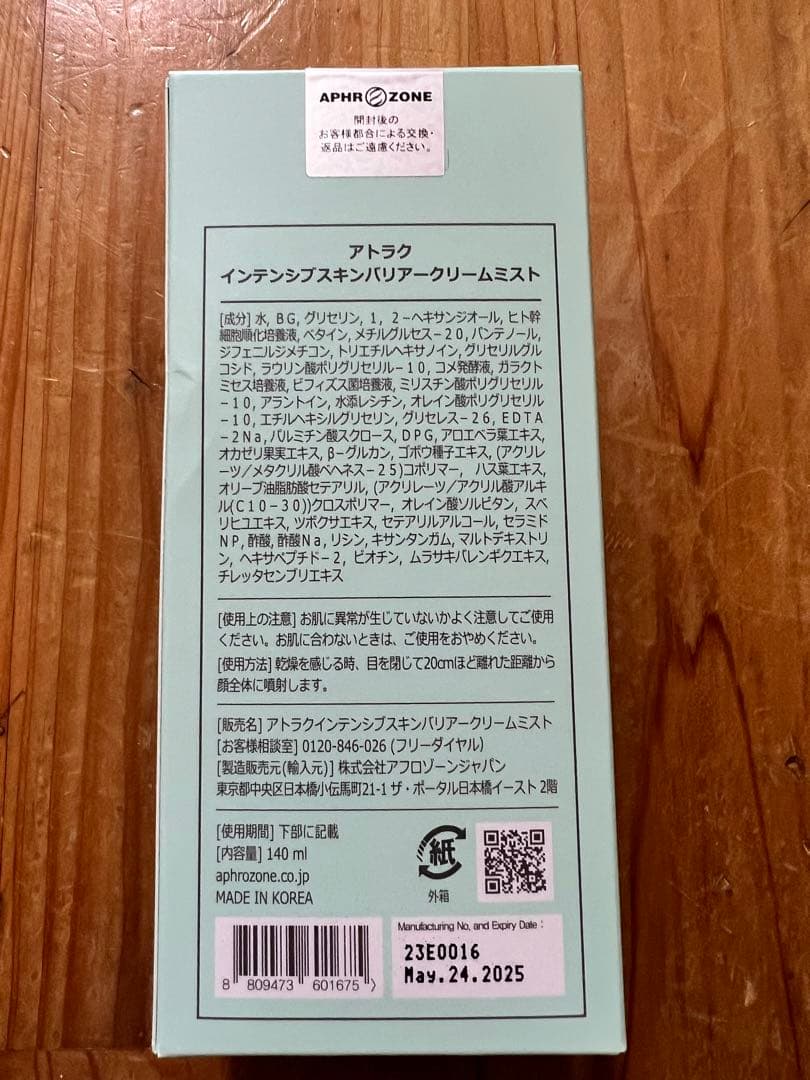 APHROZONE
開封後の
お客様都合による交換・
返品はご遠慮ください。
アトラク
インテンシブスキンバリアークリームミスト
[成分] 水, BG, グリセリン, 1, 2-ヘキサンジオール, ヒト幹
細胞順化培養液, ベタイン, メチルグルセス-20, パンテノール,
ジフェニルジメチコン, トリエチルヘキサノイン, グリセリルグル
コシド, ラウリン酸ポリグリセリル-10, コメ発酵液, ガラクト
ミセス培養液, ビフィズス菌培養液, ミリスチン酸ポリグリセリル
-10, アラントイン, 水添レシチン, オレイン酸ポリグリセリル
-10, エチルヘキシルグリセリン, グリセレス-26, EDTA
-2Na, パルミチン酸スクロース, DPG, アロエベラ葉エキス,
オカゼリ果実エキス, β-グルカン, ゴボウ種子エキス, (アクリレ
ーツ/メタクリル酸ベヘネス-25)コポリマー, ハス葉エキス,
オリーブ油脂肪酸セテアリル, (アクリレーツ/アクリル酸アルキ
ル(C10-30))クロスポリマー, オレイン酸ソルビタン, スベ
リヒユエキス, ツボクサエキス, セテアリルアルコール, セラミド
NP, 酢酸, 酢酸Na, リシン, キサンタンガム, マルトデキストリ
ン, ヘキサペプチド-2, ビオチン, ムラサキバレンギクエキス,
チレッタセンブリエキス
[使用上の注意] お肌に異常が生じていないかよく注意してご使用
ください。お肌に合わないときは、ご使用をおやめください。
[使用方法] 乾燥を感じる時、目を閉じて20cmほど離れた距離から
顔全体に噴射します。
[販売名] アトラクインテンシブスキンバリアークリームミスト
[お客様相談室] 0120-846-026 (フリーダイヤル)
[製造販売元(輸入元)] 株式会社アフロゾーンジャパン
東京都中央区日本橋小伝馬町21-1 ザ・ポータル日本橋イースト 2階
[使用期間] 下部に記載
[内容量] 140 ml
aphrozone.co.jp
MADE IN KOREA
紙
外箱
8 809473 601675
Manufacturing No. and Expiry Date :
23E0016
May.24.2025